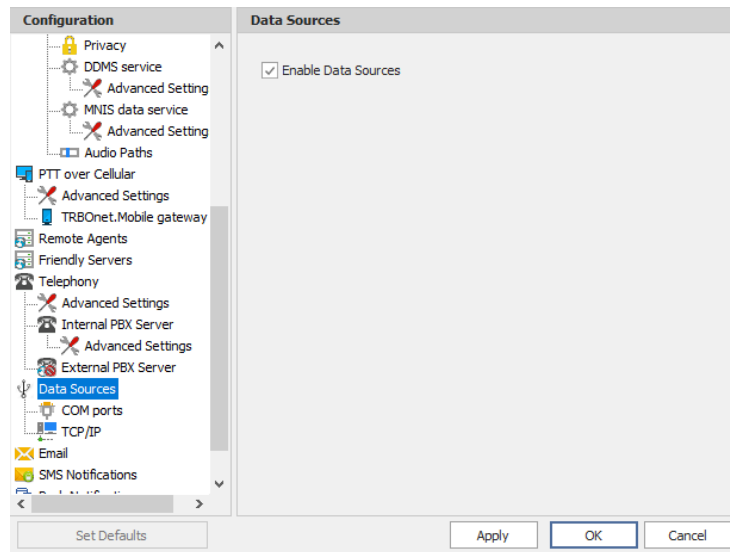 Configuration
Privacy
DDMS service
Advanced Setting
MNIS data service
Advanced Setting
Audio Paths
PTT over Cellular
Advanced Settings
TRBOnet.Mobile gateway
Remote Agents
Friendly Servers
Telephony
Advanced Settings
Internal PBX Server
Advanced Settings
External PBX Server
Data Sources
COM ports
TCP/IP
Email
SMS Notifications
Set Defaults
Data Sources
Enable Data Sources
Apply
OK
Cancel